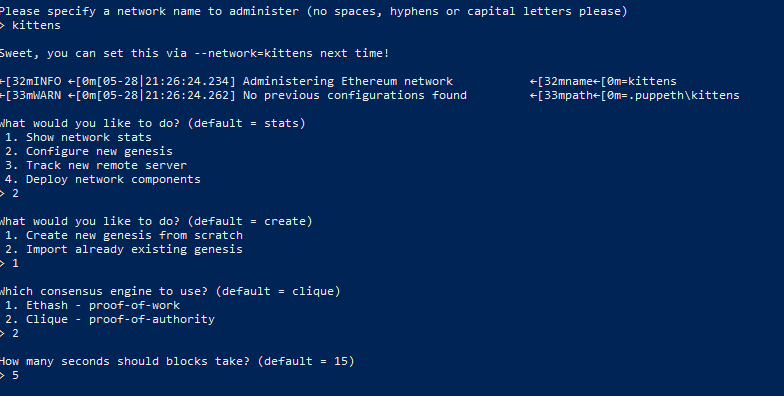 Please specify a network name to administer (no spaces, hyphens or capital letters please)
> kittens
Sweet, you can set this via --network=kittens next time!
←[32mINFO ←[0m[05-28|21:26:24.234] Administering Ethereum network ←[32mname←[0m=kittens
←[33mWARN ←[0m[05-28|21:26:24.262] No previous configurations found ←[33mpath←[0m=.puppeth\kittens
What would you like to do? (default = stats)
1. Show network stats
2. Configure new genesis
3. Track new remote server
4. Deploy network components
> 2
What would you like to do? (default = create)
1. Create new genesis from scratch
2. Import already existing genesis
> 1
Which consensus engine to use? (default = clique)
1. Ethash - proof-of-work
2. Clique - proof-of-authority
> 2
How many seconds should blocks take? (default = 15)
> 5